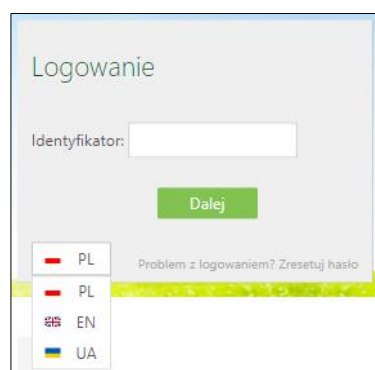 Logowanie
Identyfikator:
Dalej
PL
Problem z logowaniem? Zresetuj hasło
PL
EN
UA